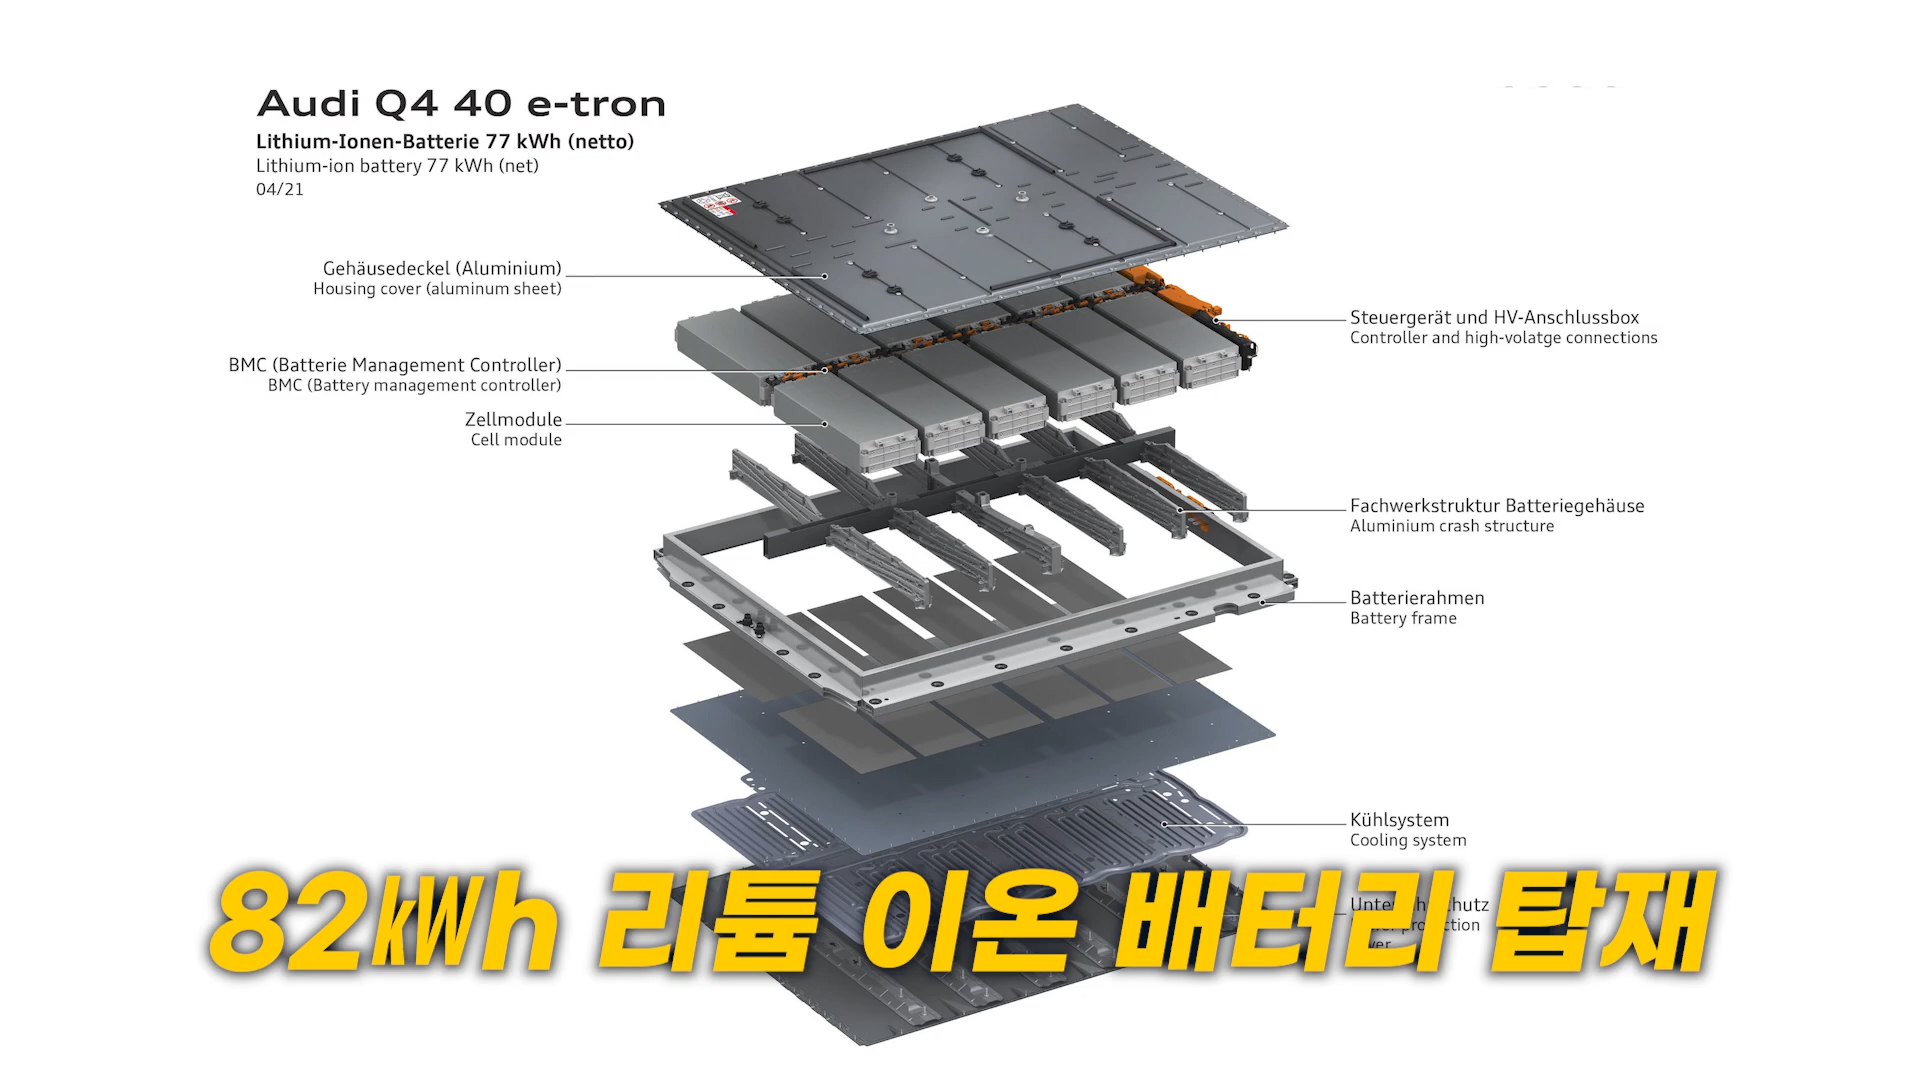 Audi Q4 40 e-tron
Lithium-Ionen-Batterie 77 kWh (netto)
Lithium-ion battery 77 kWh (net)
04/21
Gehäusedeckel (Aluminium)
Housing cover (aluminum sheet)
Steuergerät und HV-Anschlussbox
Controller and high-volatge connections
BMC (Batterie Management Controller)
BMC (Battery management controller)
Zellmodule
Cell module
Fachwerkstruktur Batteriegehäuse
Aluminium crash structure
Batterierahmen
Battery frame
Kühlsystem
Cooling system
82㎾h 리튬 이온 배터리 탑재